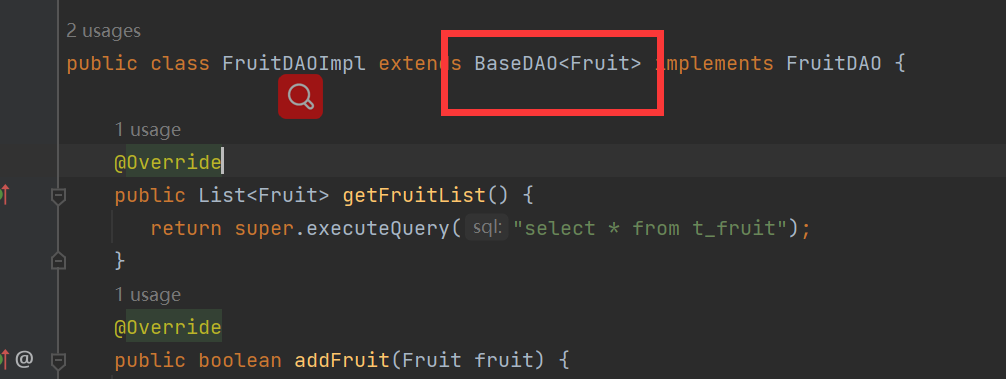 2 usages
public class FruitDAOImpl extends BaseDAO<Fruit> implements FruitDAO {
1 usage
@Override
public List<Fruit> getFruitList() {
return super.executeQuery( sql: "select * from t_fruit");
}
1 usage
@Override
@ public boolean addFruit(Fruit fruit) {